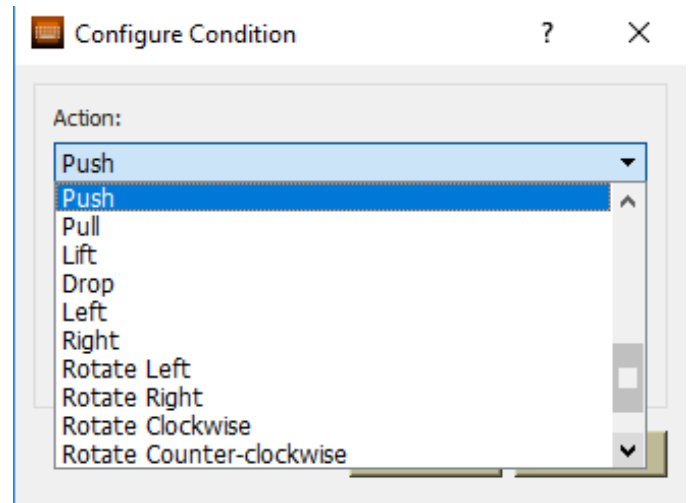 Configure Condition ?
Action:
Push
Push
Pull
Lift
Drop
Left
Right
Rotate Left
Rotate Right
Rotate Clockwise
Rotate Counter-clockwise